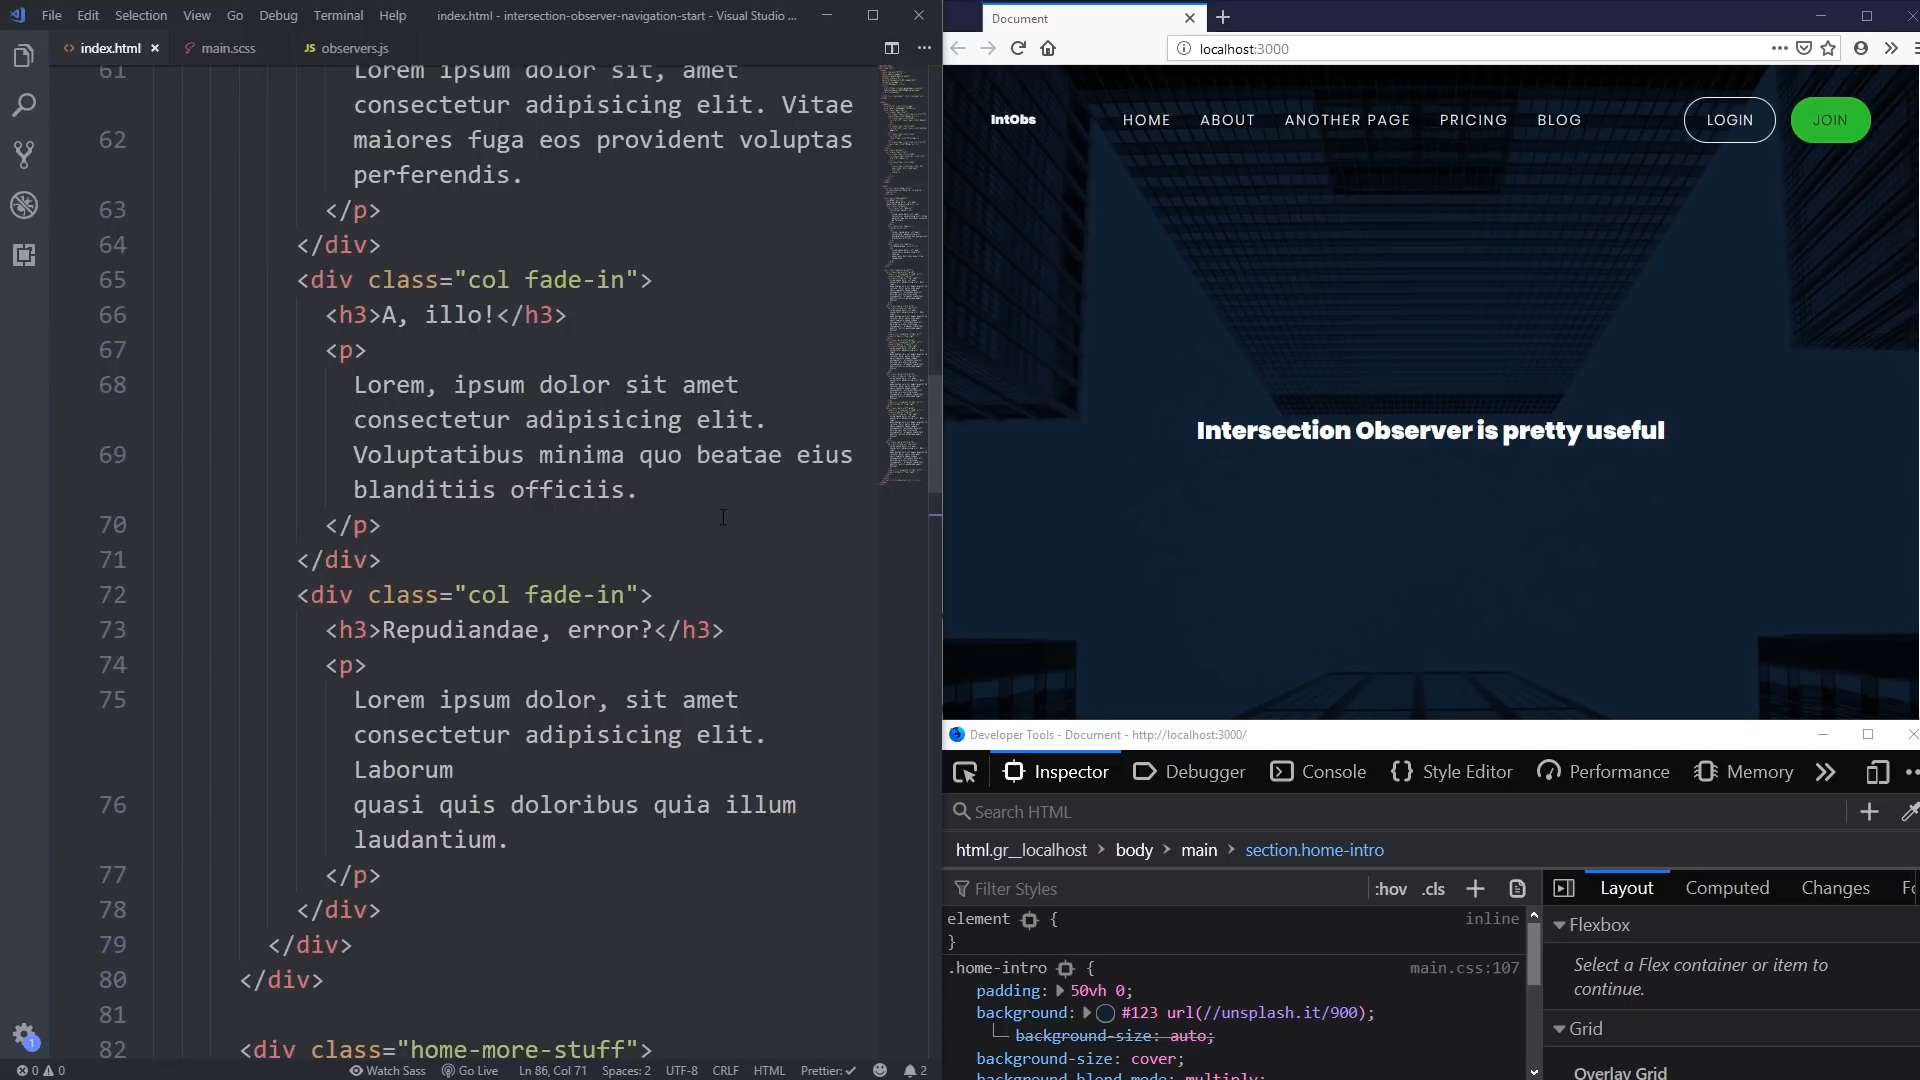 File Edit Selection View Go Debug Terminal Help index.html - intersection-observer-navigation-start - Visual Studio ...
index.html main.scss JS observers.js
61 Lorem ipsum dolor sit, amet
consectetur adipisicing elit. Vitae
62 maiores fuga eos provident voluptas
perferendis.
63 </p>
64 </div>
65 <div class="col fade-in">
66 <h3>A, illo!</h3>
67 <p>
68 Lorem, ipsum dolor sit amet
consectetur adipisicing elit.
69 Voluptatibus minima quo beatae eius
blanditiis officiis.
70 </p>
71 </div>
72 <div class="col fade-in">
73 <h3>Repudiandae, error?</h3>
74 <p>
75 Lorem ipsum dolor, sit amet
consectetur adipisicing elit.
Laborum
76 quasi quis doloribus quia illum
laudantium.
77 </p>
78 </div>
79 </div>
80 </div>
81
82 <div class="home-more-stuff">
1
0 0 Watch Sass Go Live Ln 86, Col 71 Spaces: 2 UTF-8 CRLF HTML Prettier: 2
Document
localhost:3000
IntObs HOME ABOUT ANOTHER PAGE PRICING BLOG LOGIN JOIN
Intersection Observer is pretty useful
Developer Tools - Document - http://localhost:3000/
Inspector Debugger Console Style Editor Performance Memory
Search HTML
html.gr__localhost > body > main > section.home-intro
Filter Styles :hov .cls
element { inline
}
.home-intro { main.css:107
padding: 50vh 0;
background: #123 url(//unsplash.it/900);
background-size: auto;
background-size: cover;
background-blend-mode: multiply;
Layout Computed Changes
Flexbox
Select a Flex container or item to
continue.
Grid
Overlay Grid